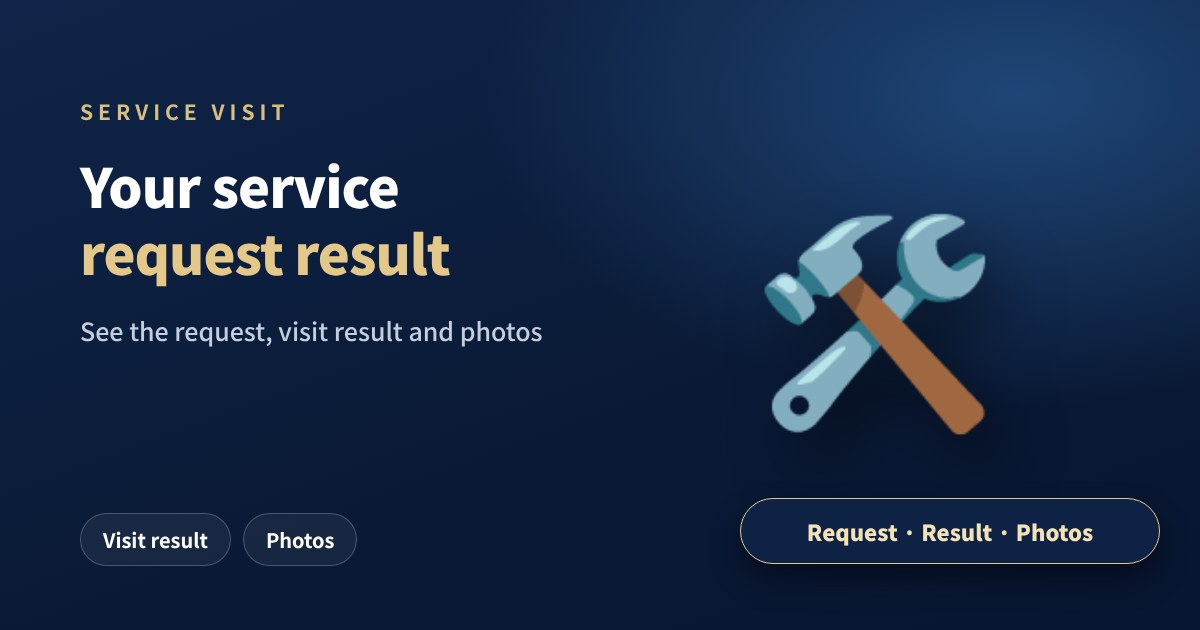 SERVICE VISIT
Your service
request result
See the request, visit result and photos
Visit result
Photos
Request · Result · Photos